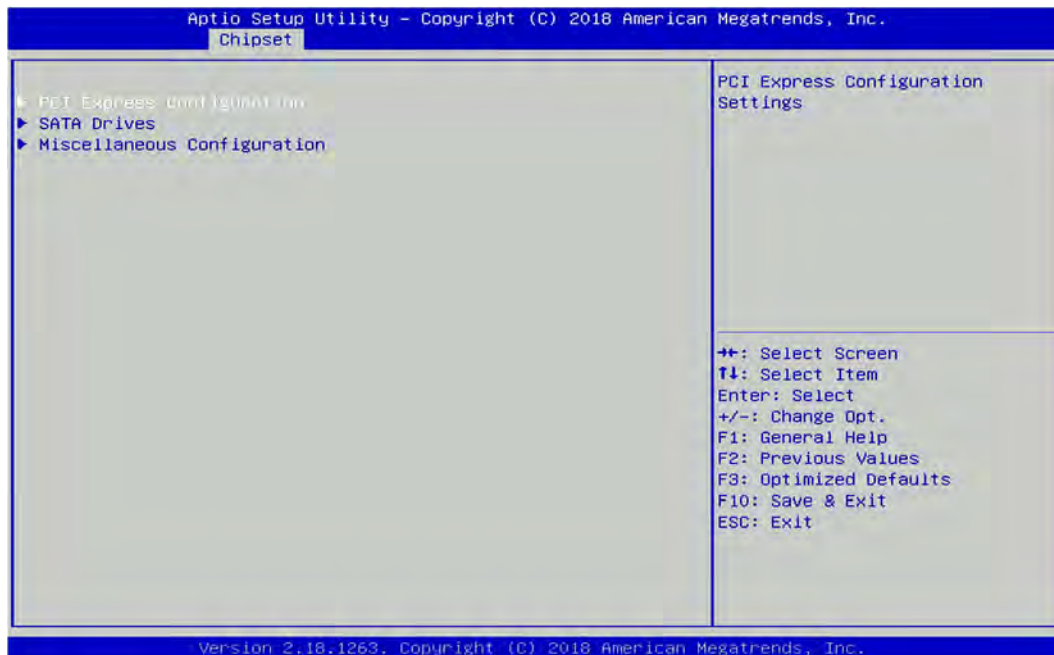 Aptio Setup Utility – Copyright (C) 2018 American Megatrends, Inc.
Chipset
▶ PCI Express Configuration
▶ SATA Drives
▶ Miscellaneous Configuration
PCI Express Configuration
Settings
→←: Select Screen
↑↓: Select Item
Enter: Select
+/-: Change Opt.
F1: General Help
F2: Previous Values
F3: Optimized Defaults
F10: Save & Exit
ESC: Exit
Version 2.18.1263. Copyright (C) 2018 American Megatrends, Inc.